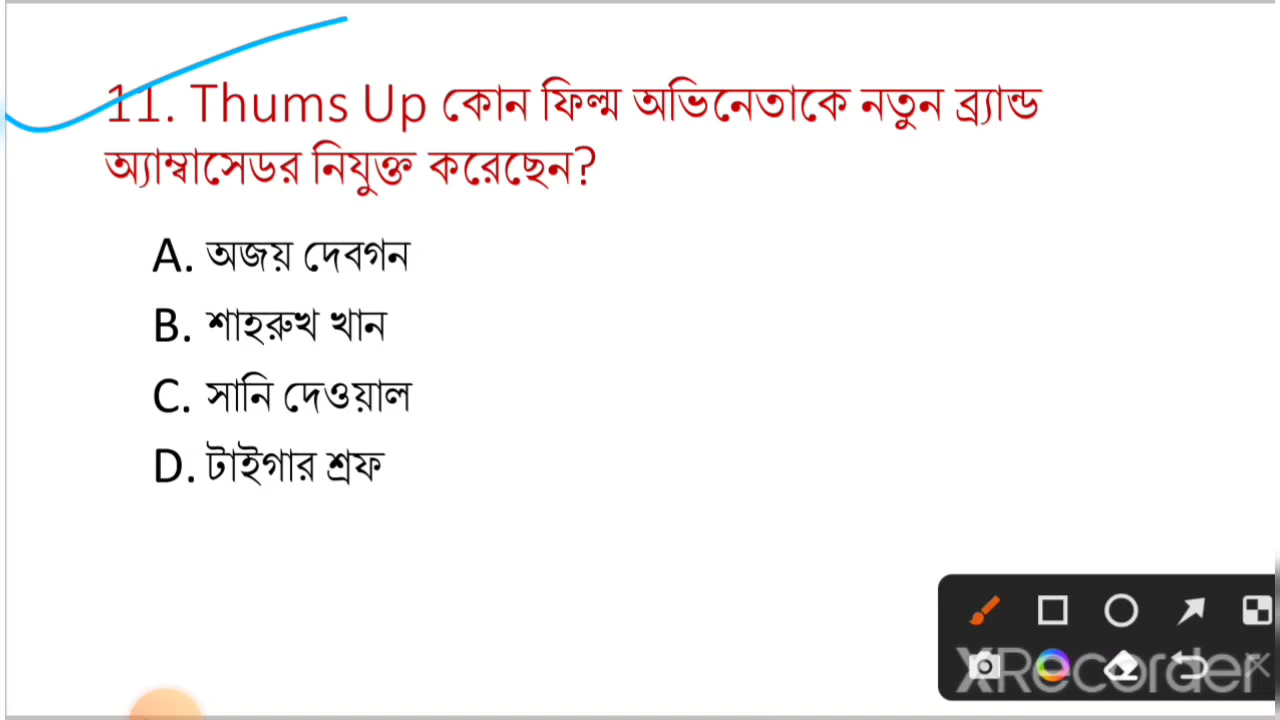 11. Thums Up কোন ফিল্ম অভিনেতাকে নতুন ব্র্যান্ড
অ্যাম্বাসেডর নিযুক্ত করেছেন?
A. অজয় দেবগন
B. শাহরুখ খান
C. সানি দেওয়াল
D. টাইগার শ্রফ
XRecorder